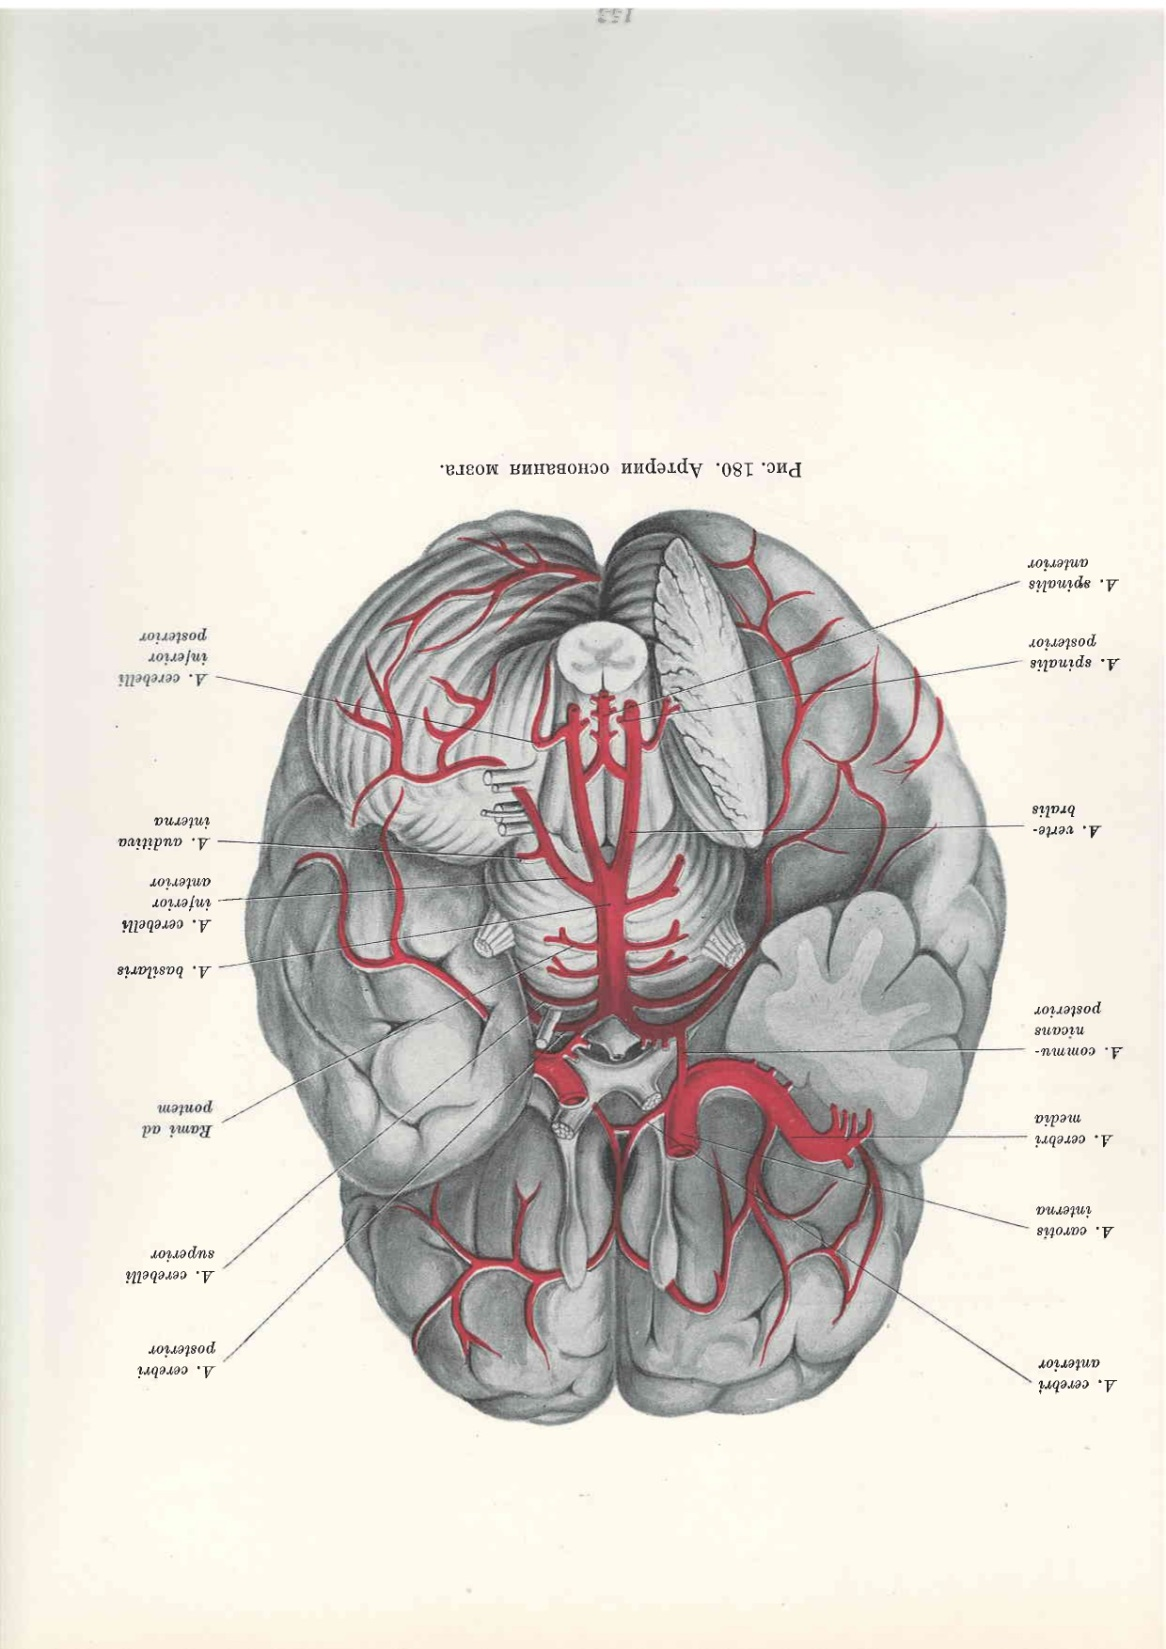 A. cerebri
anterior
A. carotis
interna
A. cerebri
media
A. commu-
nicans
posterior
A. verte-
bralis
A. spinalis
posterior
A. spinalis
anterior
A. cerebri
posterior
A. cerebelli
superior
Rami ad
pontem
A. basilaris
A. cerebelli
inferior
anterior
A. auditiva
interna
A. cerebelli
inferior
posterior
Рис. 180. Артерии основания мозга.